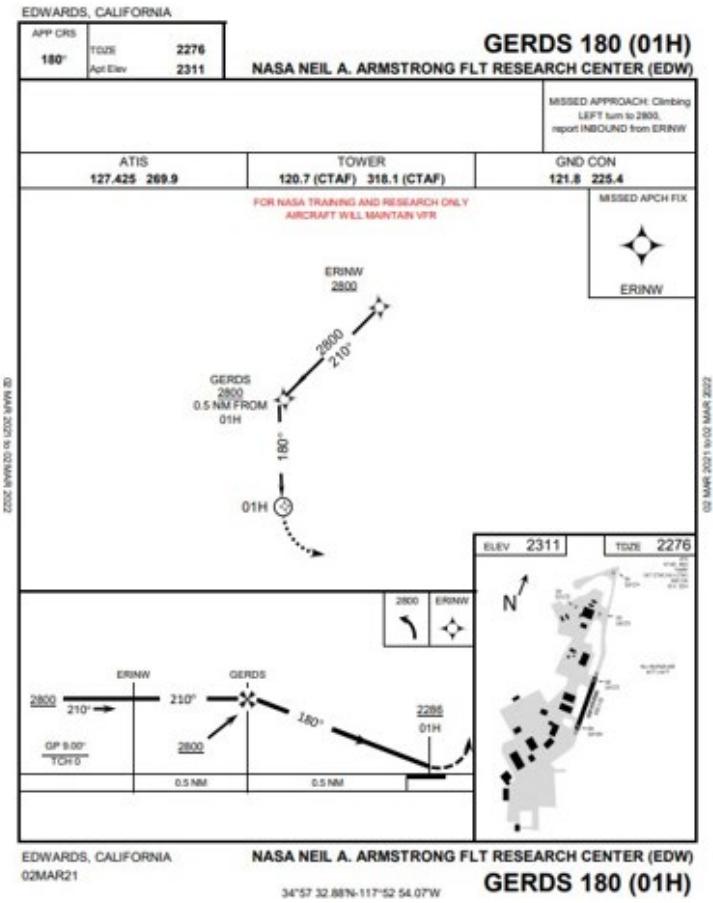 EDWARDS, CALIFORNIA
APP CRS
180°
TDZE 2276
Apt Elev 2311
GERDS 180 (01H)
NASA NEIL A. ARMSTRONG FLT RESEARCH CENTER (EDW)
MISSED APPROACH: Climbing
LEFT turn to 2800,
report INBOUND from ERINW
ATIS
127.425 269.9
TOWER
120.7 (CTAF) 318.1 (CTAF)
GND CON
121.8 225.4
FOR NASA TRAINING AND RESEARCH ONLY
AIRCRAFT WILL MAINTAIN VFR
MISSED APCH FIX
ERINW
ERINW
2800
2800
210°
GERDS
2800
0.5 NM FROM
01H
180°
01H
02 MAR 2021 to 02 MAR 2022
02 MAR 2021 to 02 MAR 2022
ELEV 2311
TDZE 2276
N
2800
ERINW
ERINW
GERDS
2800
210°
210°
180°
2286
01H
GP 9.00°
TCH 0
2800
0.5 NM
0.5 NM
EDWARDS, CALIFORNIA
02MAR21
NASA NEIL A. ARMSTRONG FLT RESEARCH CENTER (EDW)
34°57 32.88'N-117°52 54.07'W
GERDS 180 (01H)